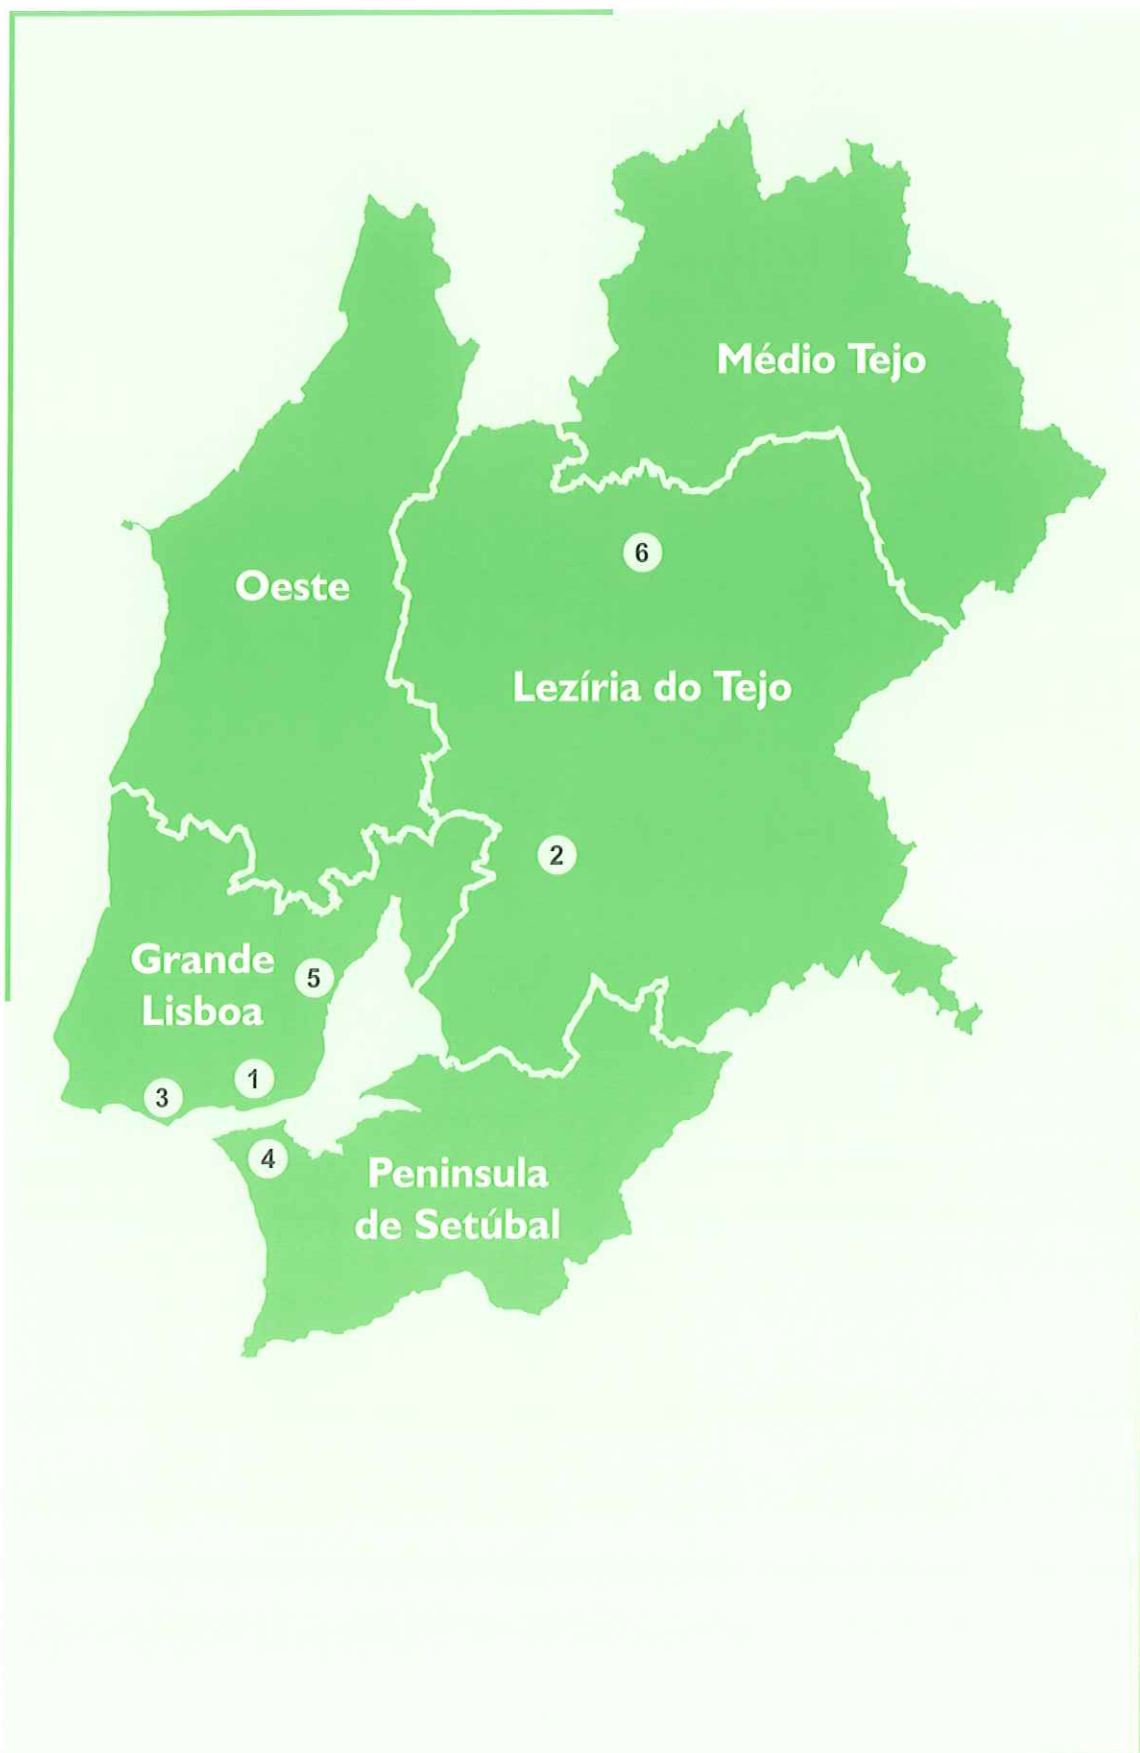 Médio Tejo
6
Oeste
Lezíria do Tejo
2
Grande
Lisboa
5
1
3
4
Peninsula
de Setúbal